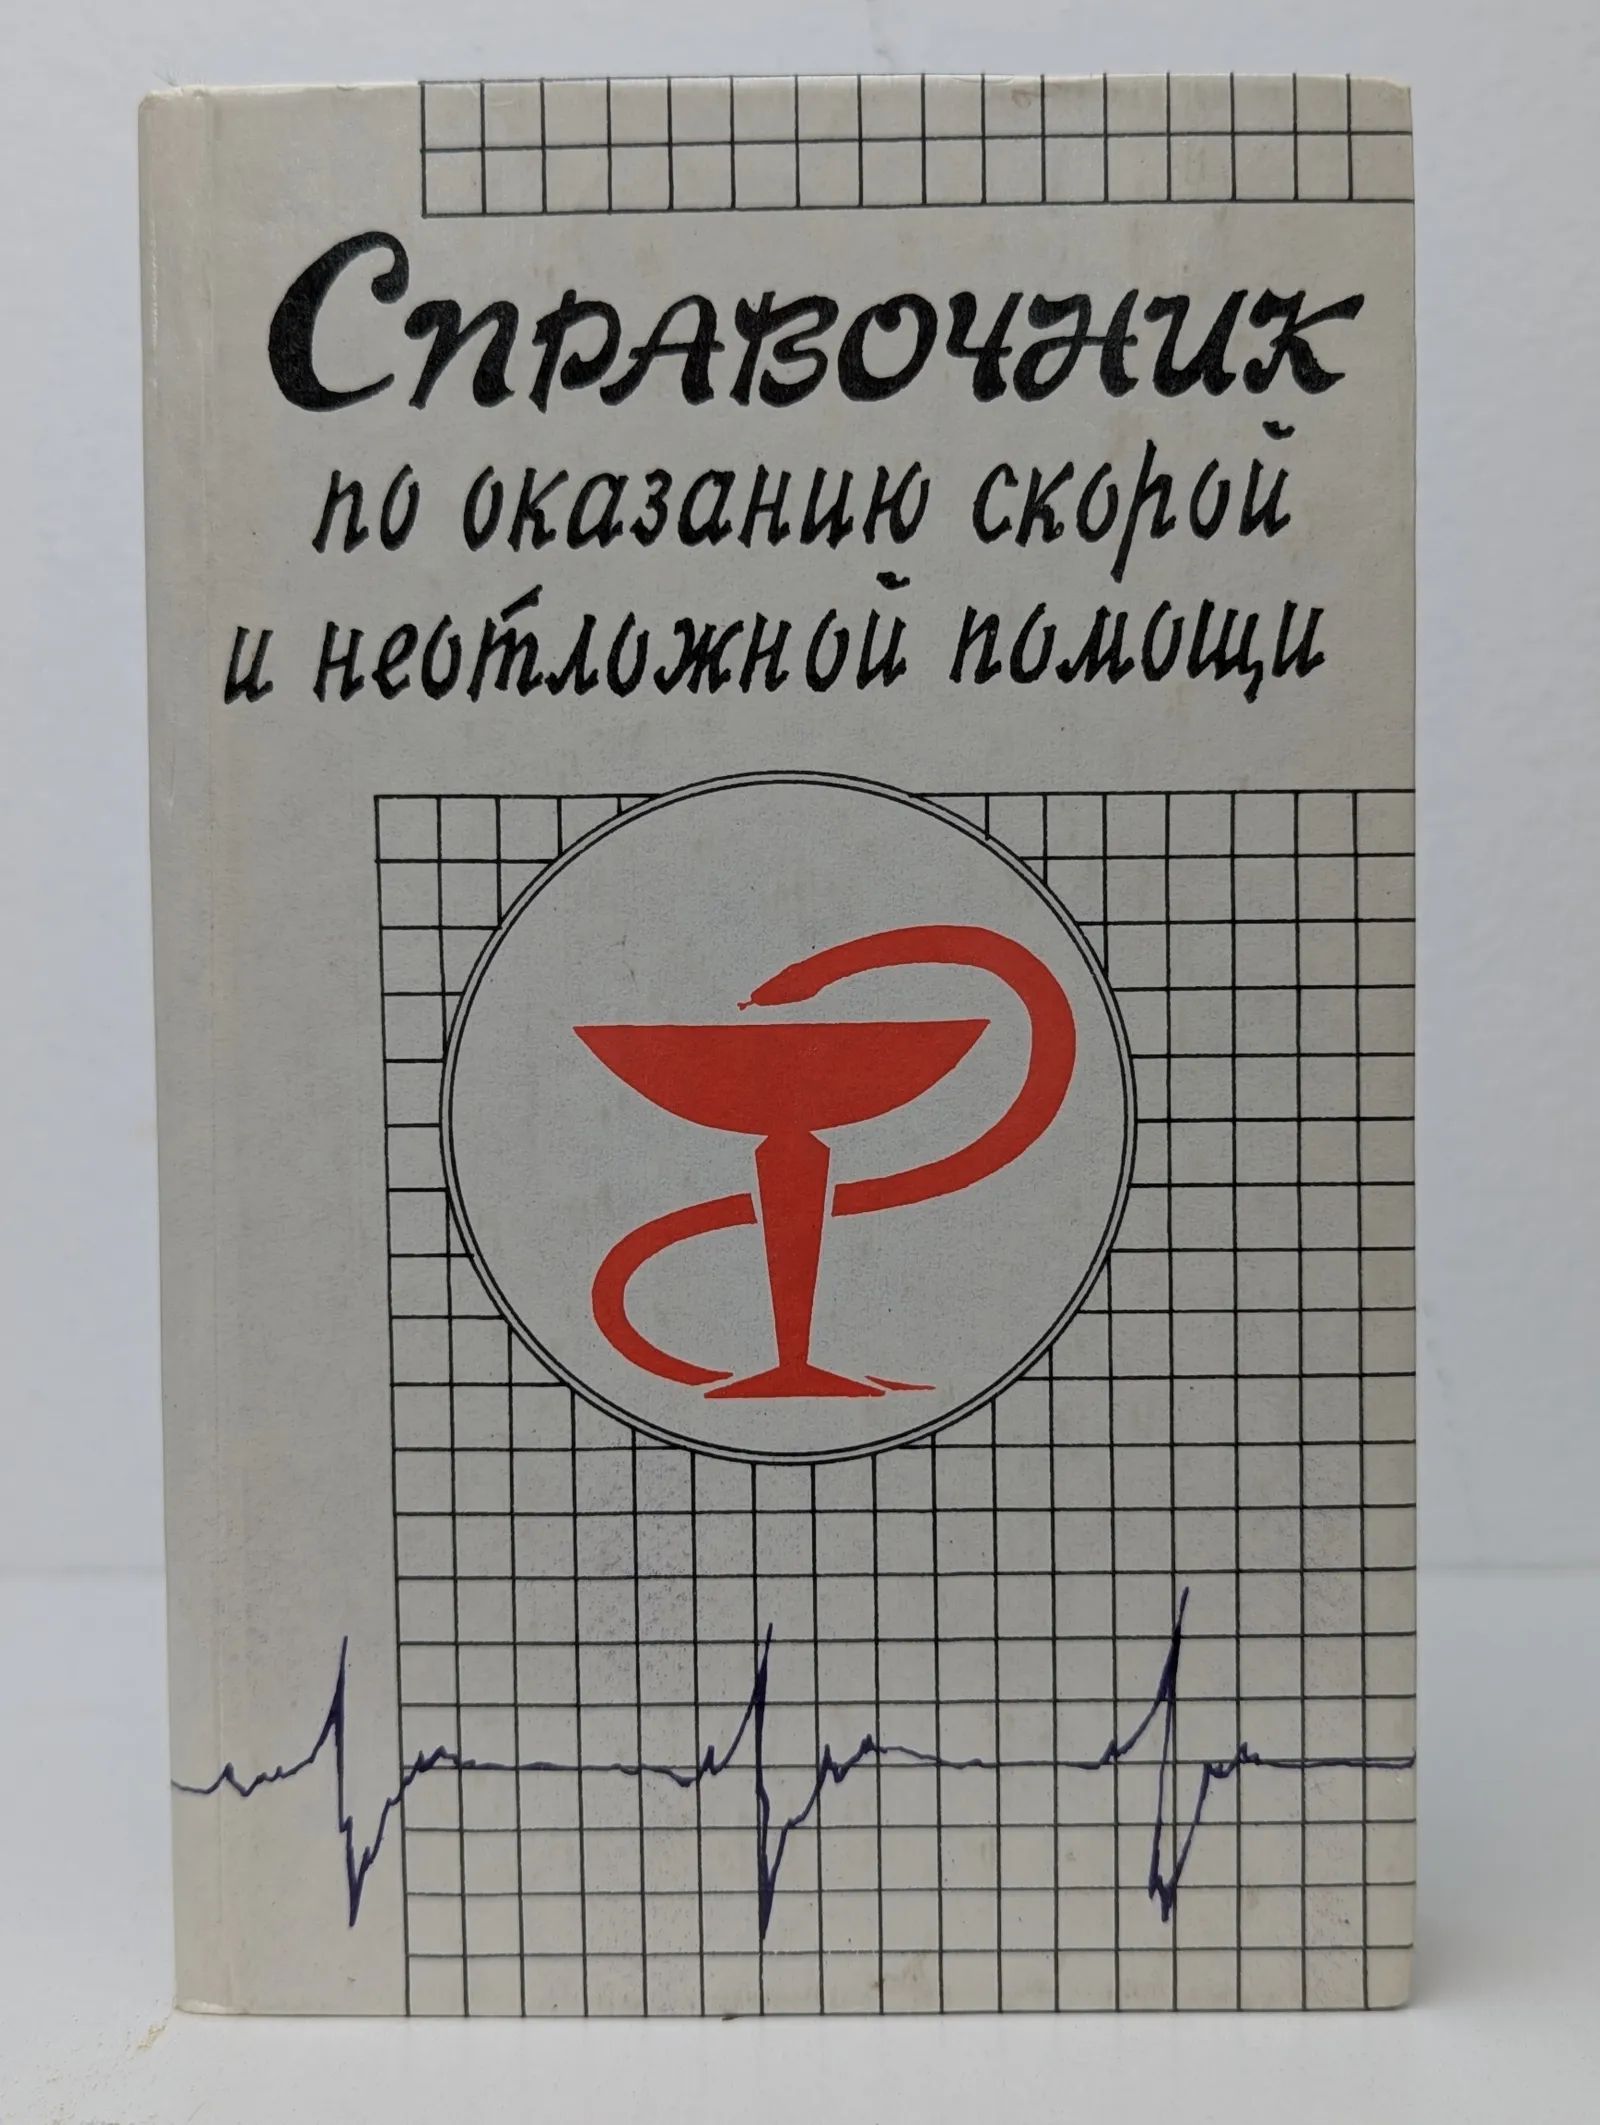 Справочник
по оказанию скорой
и неотложной помощи